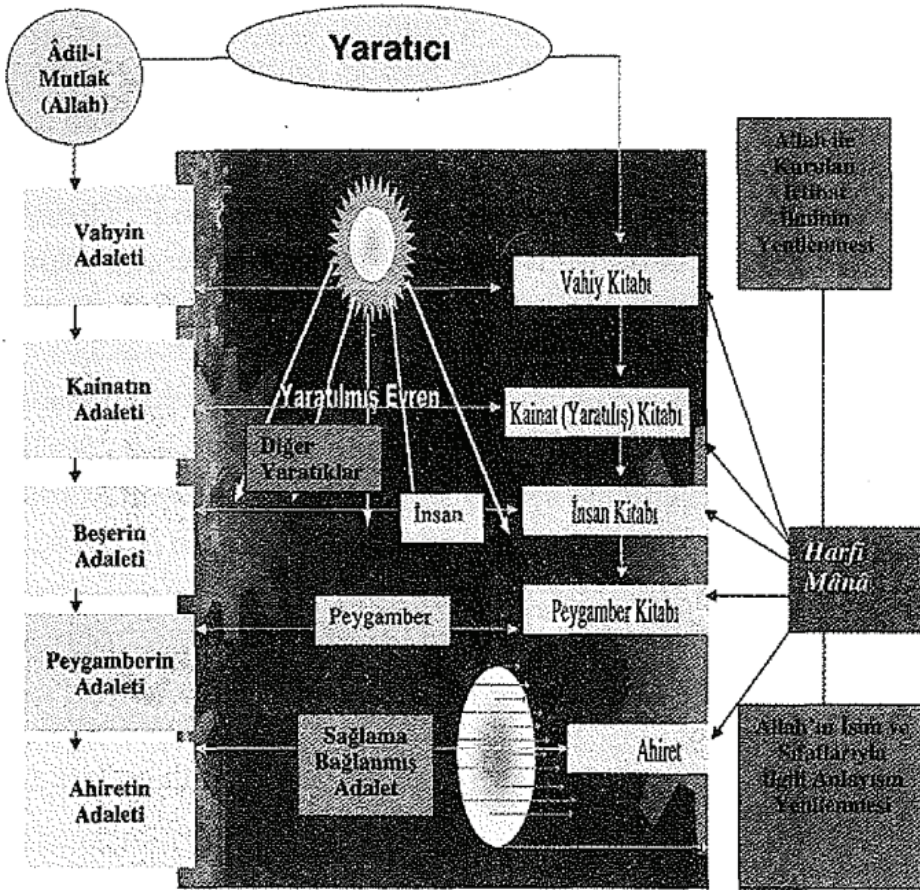 Âdil-i
Mutlak
(Allah)
Yaratıcı
Vahyin
Adaleti
Kainatın
Adaleti
Beşerin
Adaleti
Peygamberin
Adaleti
Ahiretin
Adaleti
Yaratılmış Evren
Diğer
Yaratıklar
İnsan
Peygamber
Sağlama
Bağlanmış
Adalet
Vahiy Kitabı
Kainat (Yaratılış) Kitabı
İnsan Kitabı
Peygamber Kitabı
Ahiret
Allah ile
Kurulan
İrtibat
Yenilenmesi
Harfî
Mânâ
Allah'ın İsim ve
Sıfatlarıyla
İlgili Anlayışın
Yenilenmesi